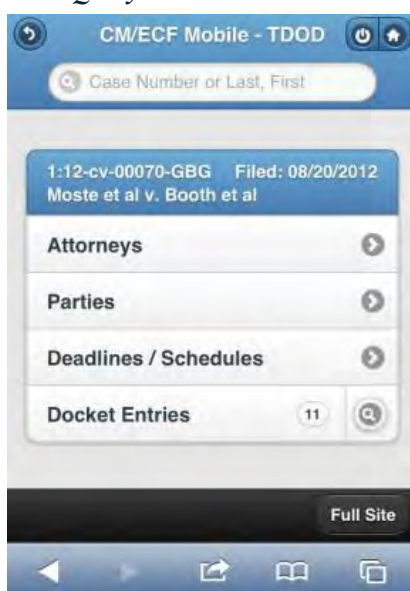 CM/ECF Mobile - TDOD
Case Number or Last, First
1:12-cv-00070-GBG Filed: 08/20/2012
Moste et al v. Booth et al
Attorneys
Parties
Deadlines / Schedules
Docket Entries 11
Full Site